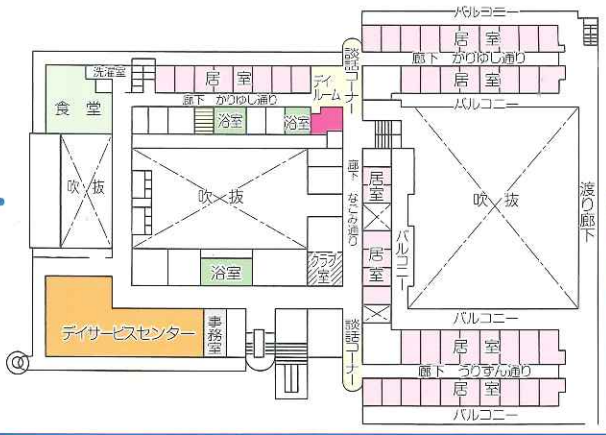 バルコニー
居室
廊下 かりゆし通り
居室
バルコニー
談話コーナー
洗濯室
居室
デイルーム
廊下 かりゆし通り
食堂
浴室
浴室
吹抜
吹抜
廊下 なごみ通り
居室
居室
バルコニー
吹抜
渡り廊下
浴室
クラブ室
デイサービスセンター
事務室
談話コーナー
バルコニー
居室
廊下 うりずん通り
居室
バルコニー